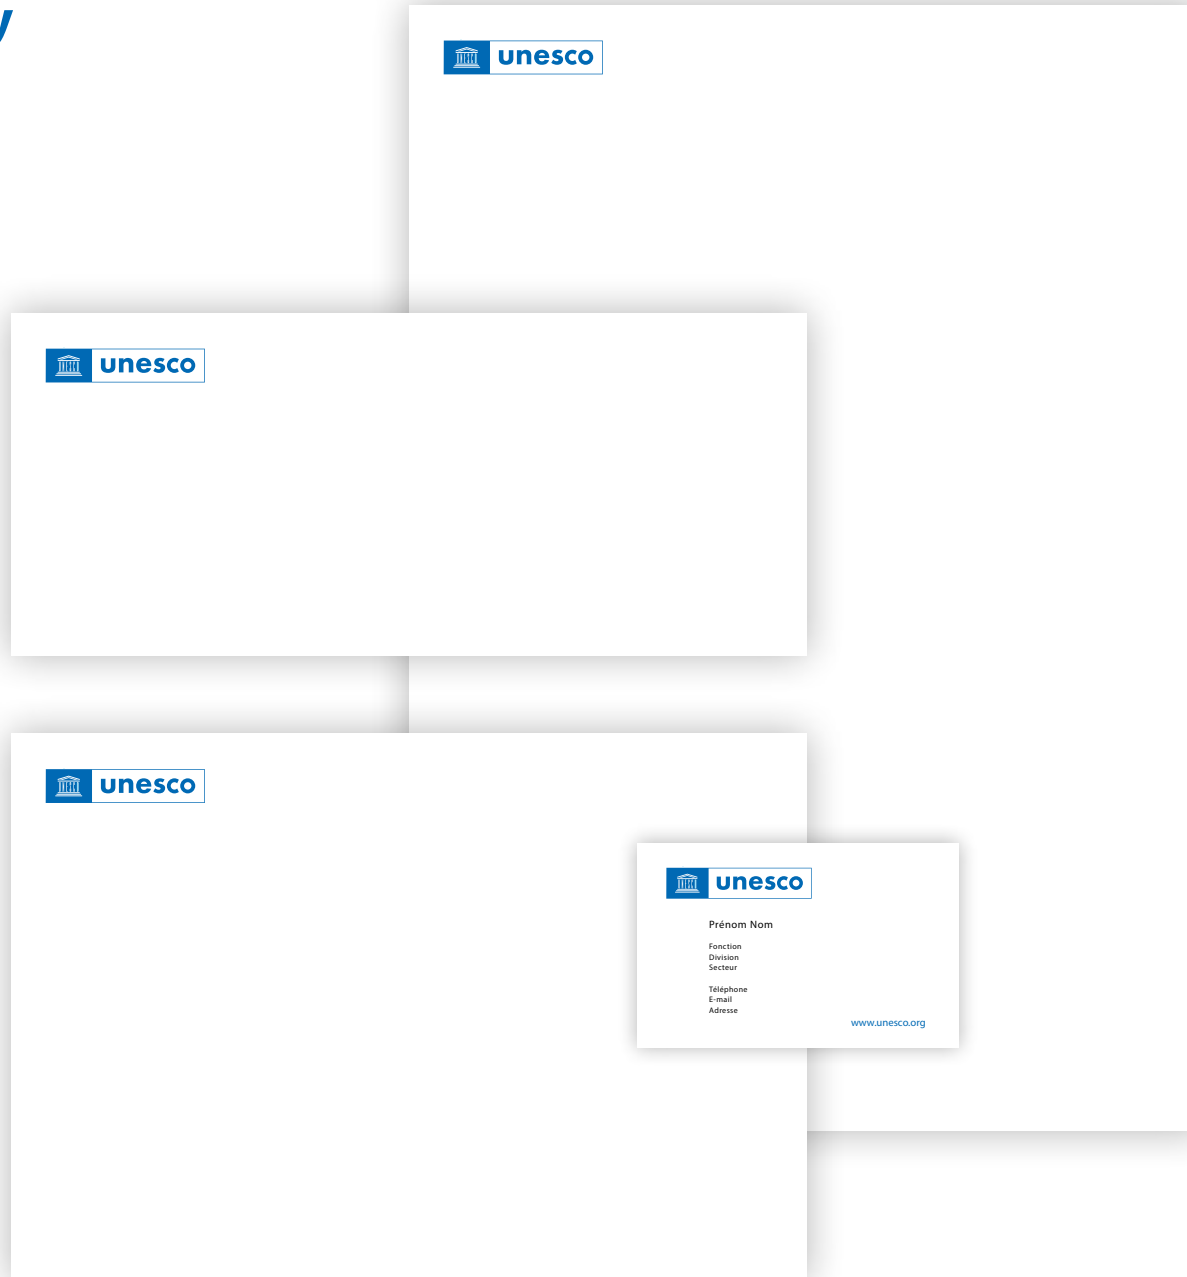 unesco
unesco
unesco
unesco
Prénom Nom
Fonction
Division
Secteur
Téléphone
E-mail
Adresse
www.unesco.org